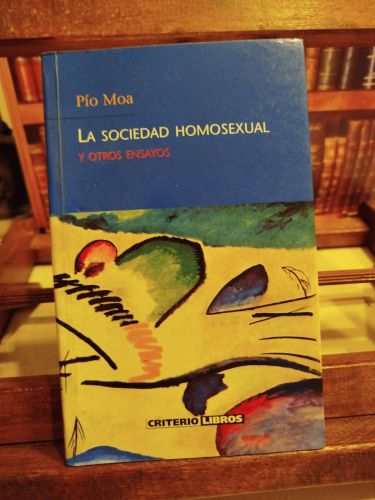 Pío Moa
LA SOCIEDAD HOMOSEXUAL
Y OTROS ENSAYOS
CRITERIO LIBROS